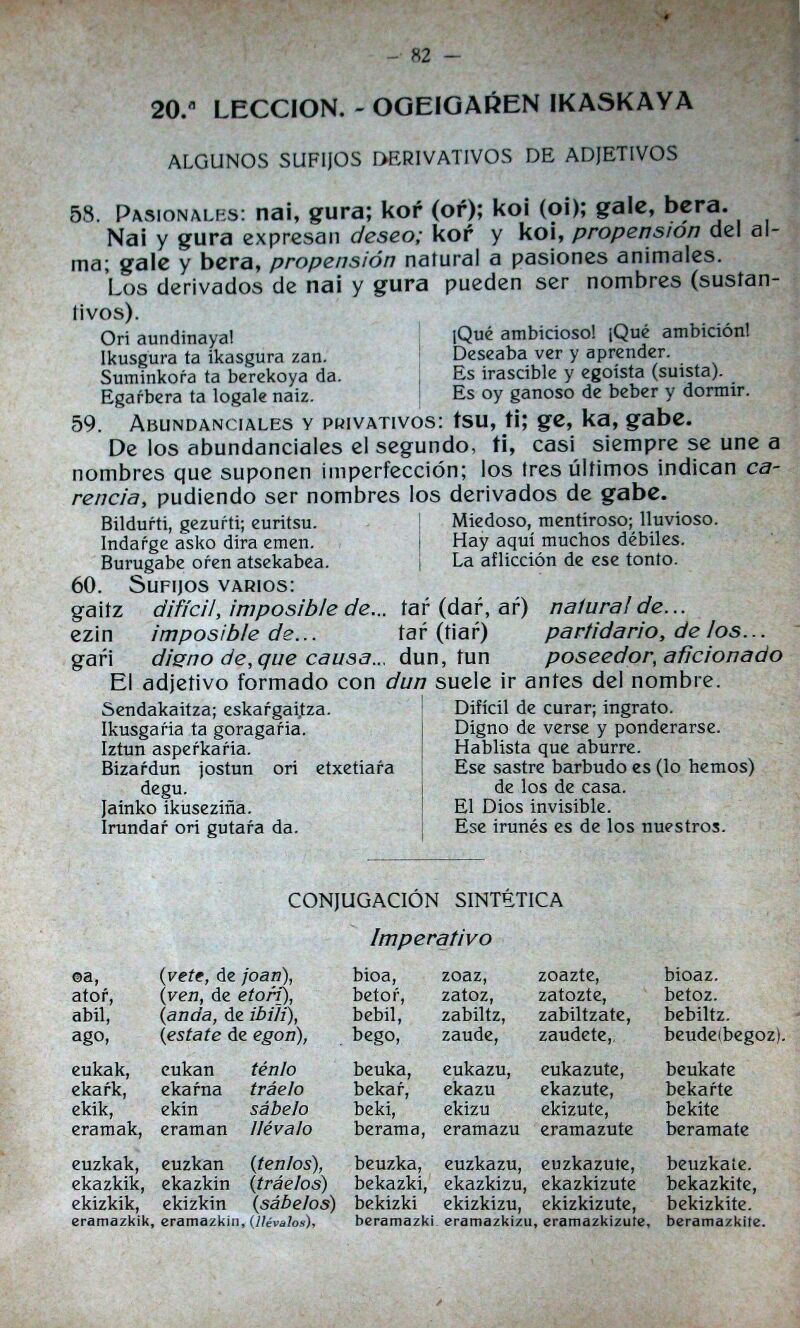 - 82 —
20.ª LECCION. - OGEIGAŔEN IKASKAYA
ALGUNOS SUFIJOS DERIVATIVOS DE ADJETIVOS
58. PASIONALES: nai, gura; koŕ (oŕ); koi (oi); gale, bera.
Nai y gura expresan deseo; koŕ y koi, propensión del al-
ma; gale y bera, propensión natural a pasiones animales.
Los derivados de nai y gura pueden ser nombres (sustan-
tivos).
Ori aundinaya! ¡Qué ambicioso! ¡Qué ambición!
Ikusgura ta ikasgura zan. Deseaba ver y aprender.
Suminkoŕa ta berekoya da. Es irascible y egoista (suista).
Egaŕbera ta logale naiz. Es oy ganoso de beber y dormir.
59. ABUNDANCIALES Y PRIVATIVOS: tsu, ti; ge, ka, gabe.
De los abundanciales el segundo, ti, casi siempre se une a
nombres que suponen imperfección; los tres últimos indican ca-
rencia, pudiendo ser nombres los derivados de gabe.
Bilduŕti, gezuŕti; euritsu. Miedoso, mentiroso; lluvioso.
Indaŕge asko dira emen. Hay aquí muchos débiles.
Burugabe oŕen atsekabea. La aflicción de ese tonto.
60. SUFIJOS VARIOS:
gaitz difícil, imposible de... taŕ (daŕ, aŕ) natural de...
ezin imposible de... taŕ (tiaŕ) partidario, de los...
gaŕi digno de, que causa... dun, tun poseedor, aficionado
El adjetivo formado con dun suele ir antes del nombre.
Sendakaitza; eskaŕgaitza. Difícil de curar; ingrato.
Ikusgaŕia ta goragaŕia. Digno de verse y ponderarse.
Iztun aspeŕkaŕia. Hablista que aburre.
Bizaŕdun jostun ori etxetiaŕa Ese sastre barbudo es (lo hemos)
degu. de los de casa.
Jainko ikuseziña. El Dios invisible.
Irundaŕ ori gutaŕa da. Ese irunés es de los nuestros.
CONJUGACIÓN SINTÉTICA
Imperativo
oa, (vete, de joan), bioa, zoaz, zoazte, bioaz.
atoŕ, (ven, de etoŕi), betoŕ, zatoz, zatozte, betoz.
abil, (anda, de ibili), bebil, zabiltz, zabiltzate, bebiltz.
ago, (estate de egon), bego, zaude, zaudete, beude(begoz).
eukak, eukan ténlo beuka, eukazu, eukazute, beukate
ekaŕk, ekaŕna tráelo bekaŕ, ekazu ekazute, bekaŕte
ekik, ekin sábelo beki, ekizu ekizute, bekite
eramak, eraman llévalo berama, eramazu eramazute beramate
euzkak, euzkan (tenlos), beuzka, euzkazu, euzkazute, beuzkate.
ekazkik, ekazkin (tráelos) bekazki, ekazkizu, ekazkizute bekazkite,
ekizkik, ekizkin (sábelos) bekizki ekizkizu, ekizkizute, bekizkite.
eramazkik, eramazkin, (llévalos), beramazki. eramazkizu, eramazkizute, beramazkite.